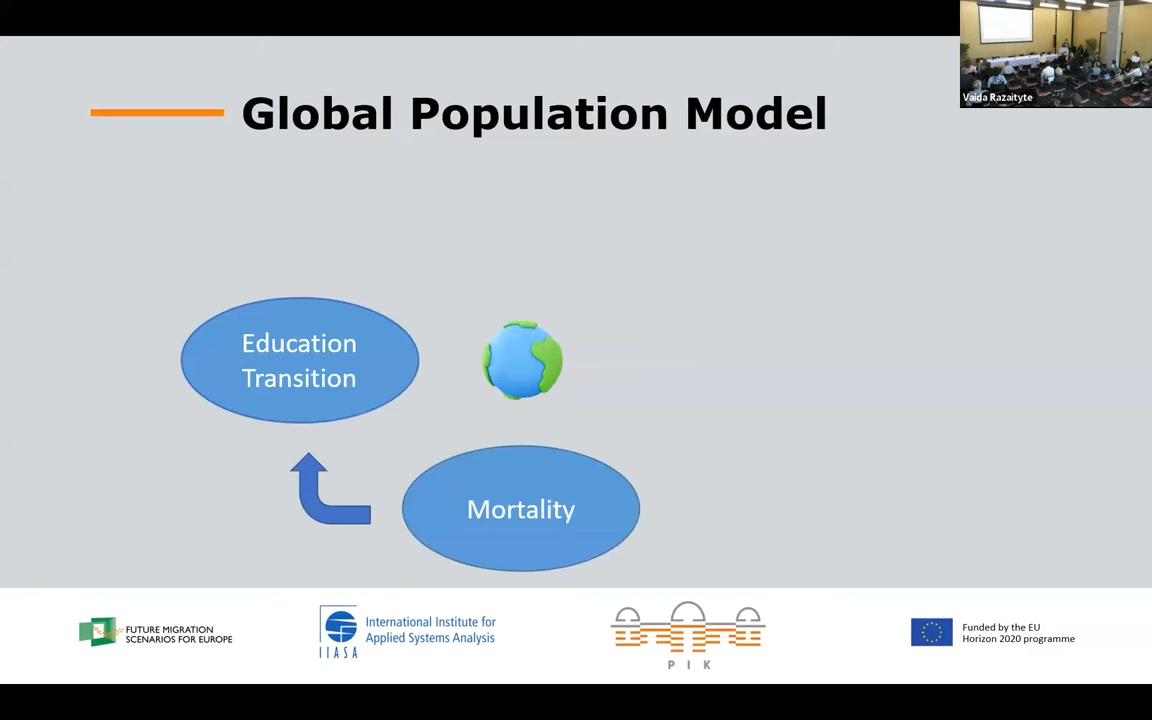 Vaida Razaityte
Global Population Model
Education
Transition
Mortality
FUTURE MIGRATION
SCENARIOS FOR EUROPE
IIASA
International Institute for
Applied Systems Analysis
PIK
Funded by the EU
Horizon 2020 programme